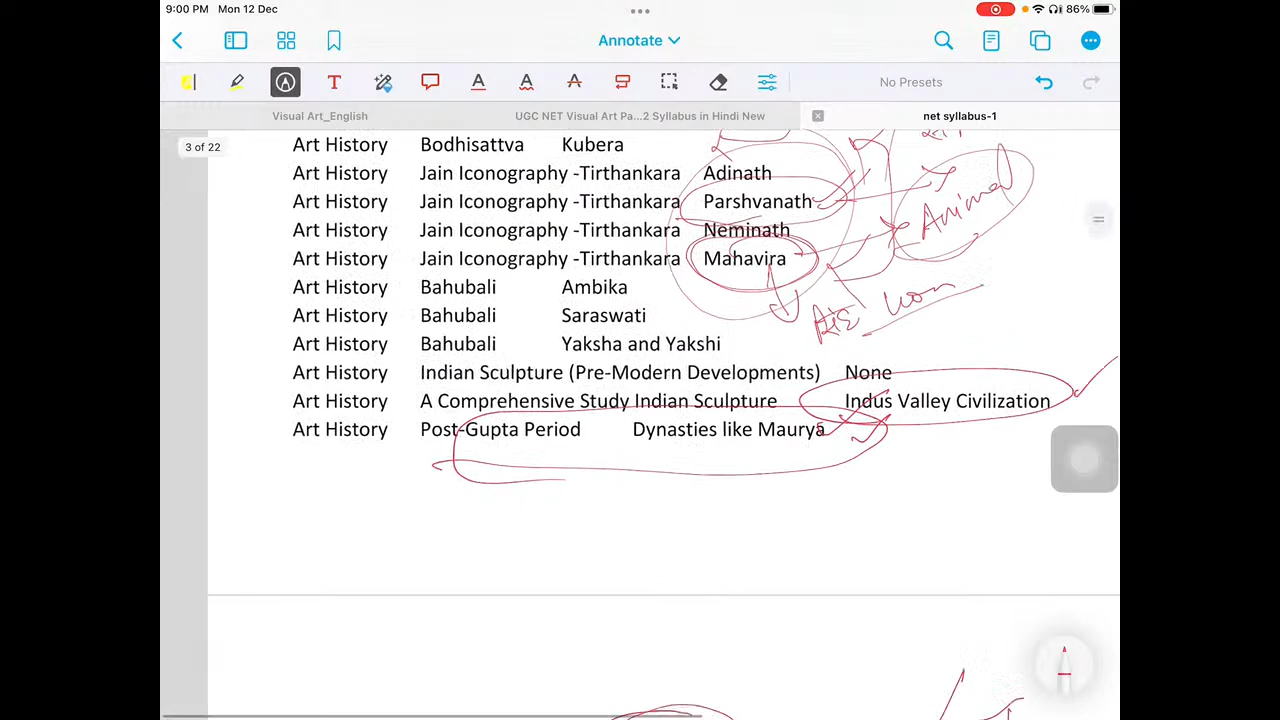 9:00 PM Mon 12 Dec
86%
Annotate
T
A
A
A
No Presets
Visual Art_English
UGC NET Visual Art Pa...2 Syllabus in Hindi New
net syllabus-1
3 of 22
Art History Bodhisattva Kubera
Art History Jain Iconography -Tirthankara Adinath
Art History Jain Iconography -Tirthankara Parshvanath
Animal
Art History Jain Iconography -Tirthankara Neminath
Art History Jain Iconography -Tirthankara Mahavira
Art History Bahubali Ambika
Art History Bahubali Saraswati
Art History Bahubali Yaksha and Yakshi
Art History Indian Sculpture (Pre-Modern Developments) None
Art History A Comprehensive Study Indian Sculpture Indus Valley Civilization
Art History Post-Gupta Period Dynasties like Maurya